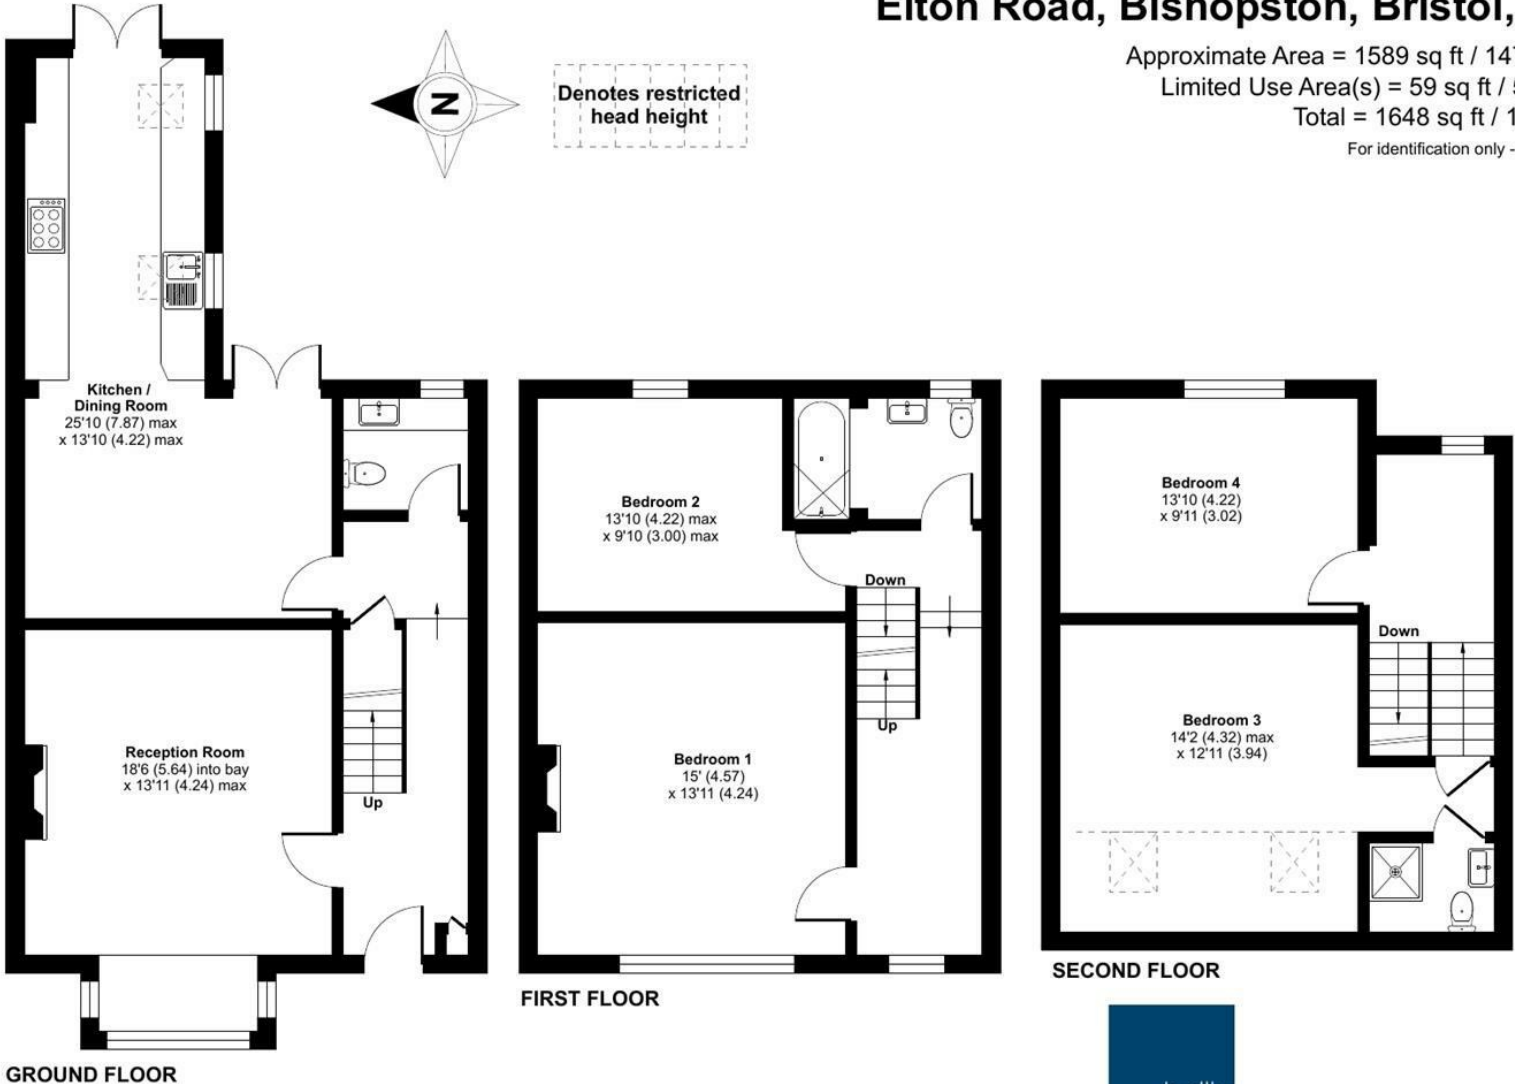 Elton Road, Bishopston, Bristol,
Approximate Area = 1589 sq ft /
Limited Use Area(s) = 59 sq ft /
Total = 1648 sq ft /
For identification only -
N
Denotes restricted
head height
Kitchen /
Dining Room
25'10 (7.87) max
x 13'10 (4.22) max
Reception Room
18'6 (5.64) into bay
x 13'11 (4.24) max
Up
GROUND FLOOR
Bedroom 2
13'10 (4.22) max
x 9'10 (3.00) max
Down
Up
Bedroom 1
15' (4.57)
x 13'11 (4.24)
FIRST FLOOR
Bedroom 4
13'10 (4.22)
x 9'11 (3.02)
Down
Bedroom 3
14'2 (4.32) max
x 12'11 (3.94)
SECOND FLOOR